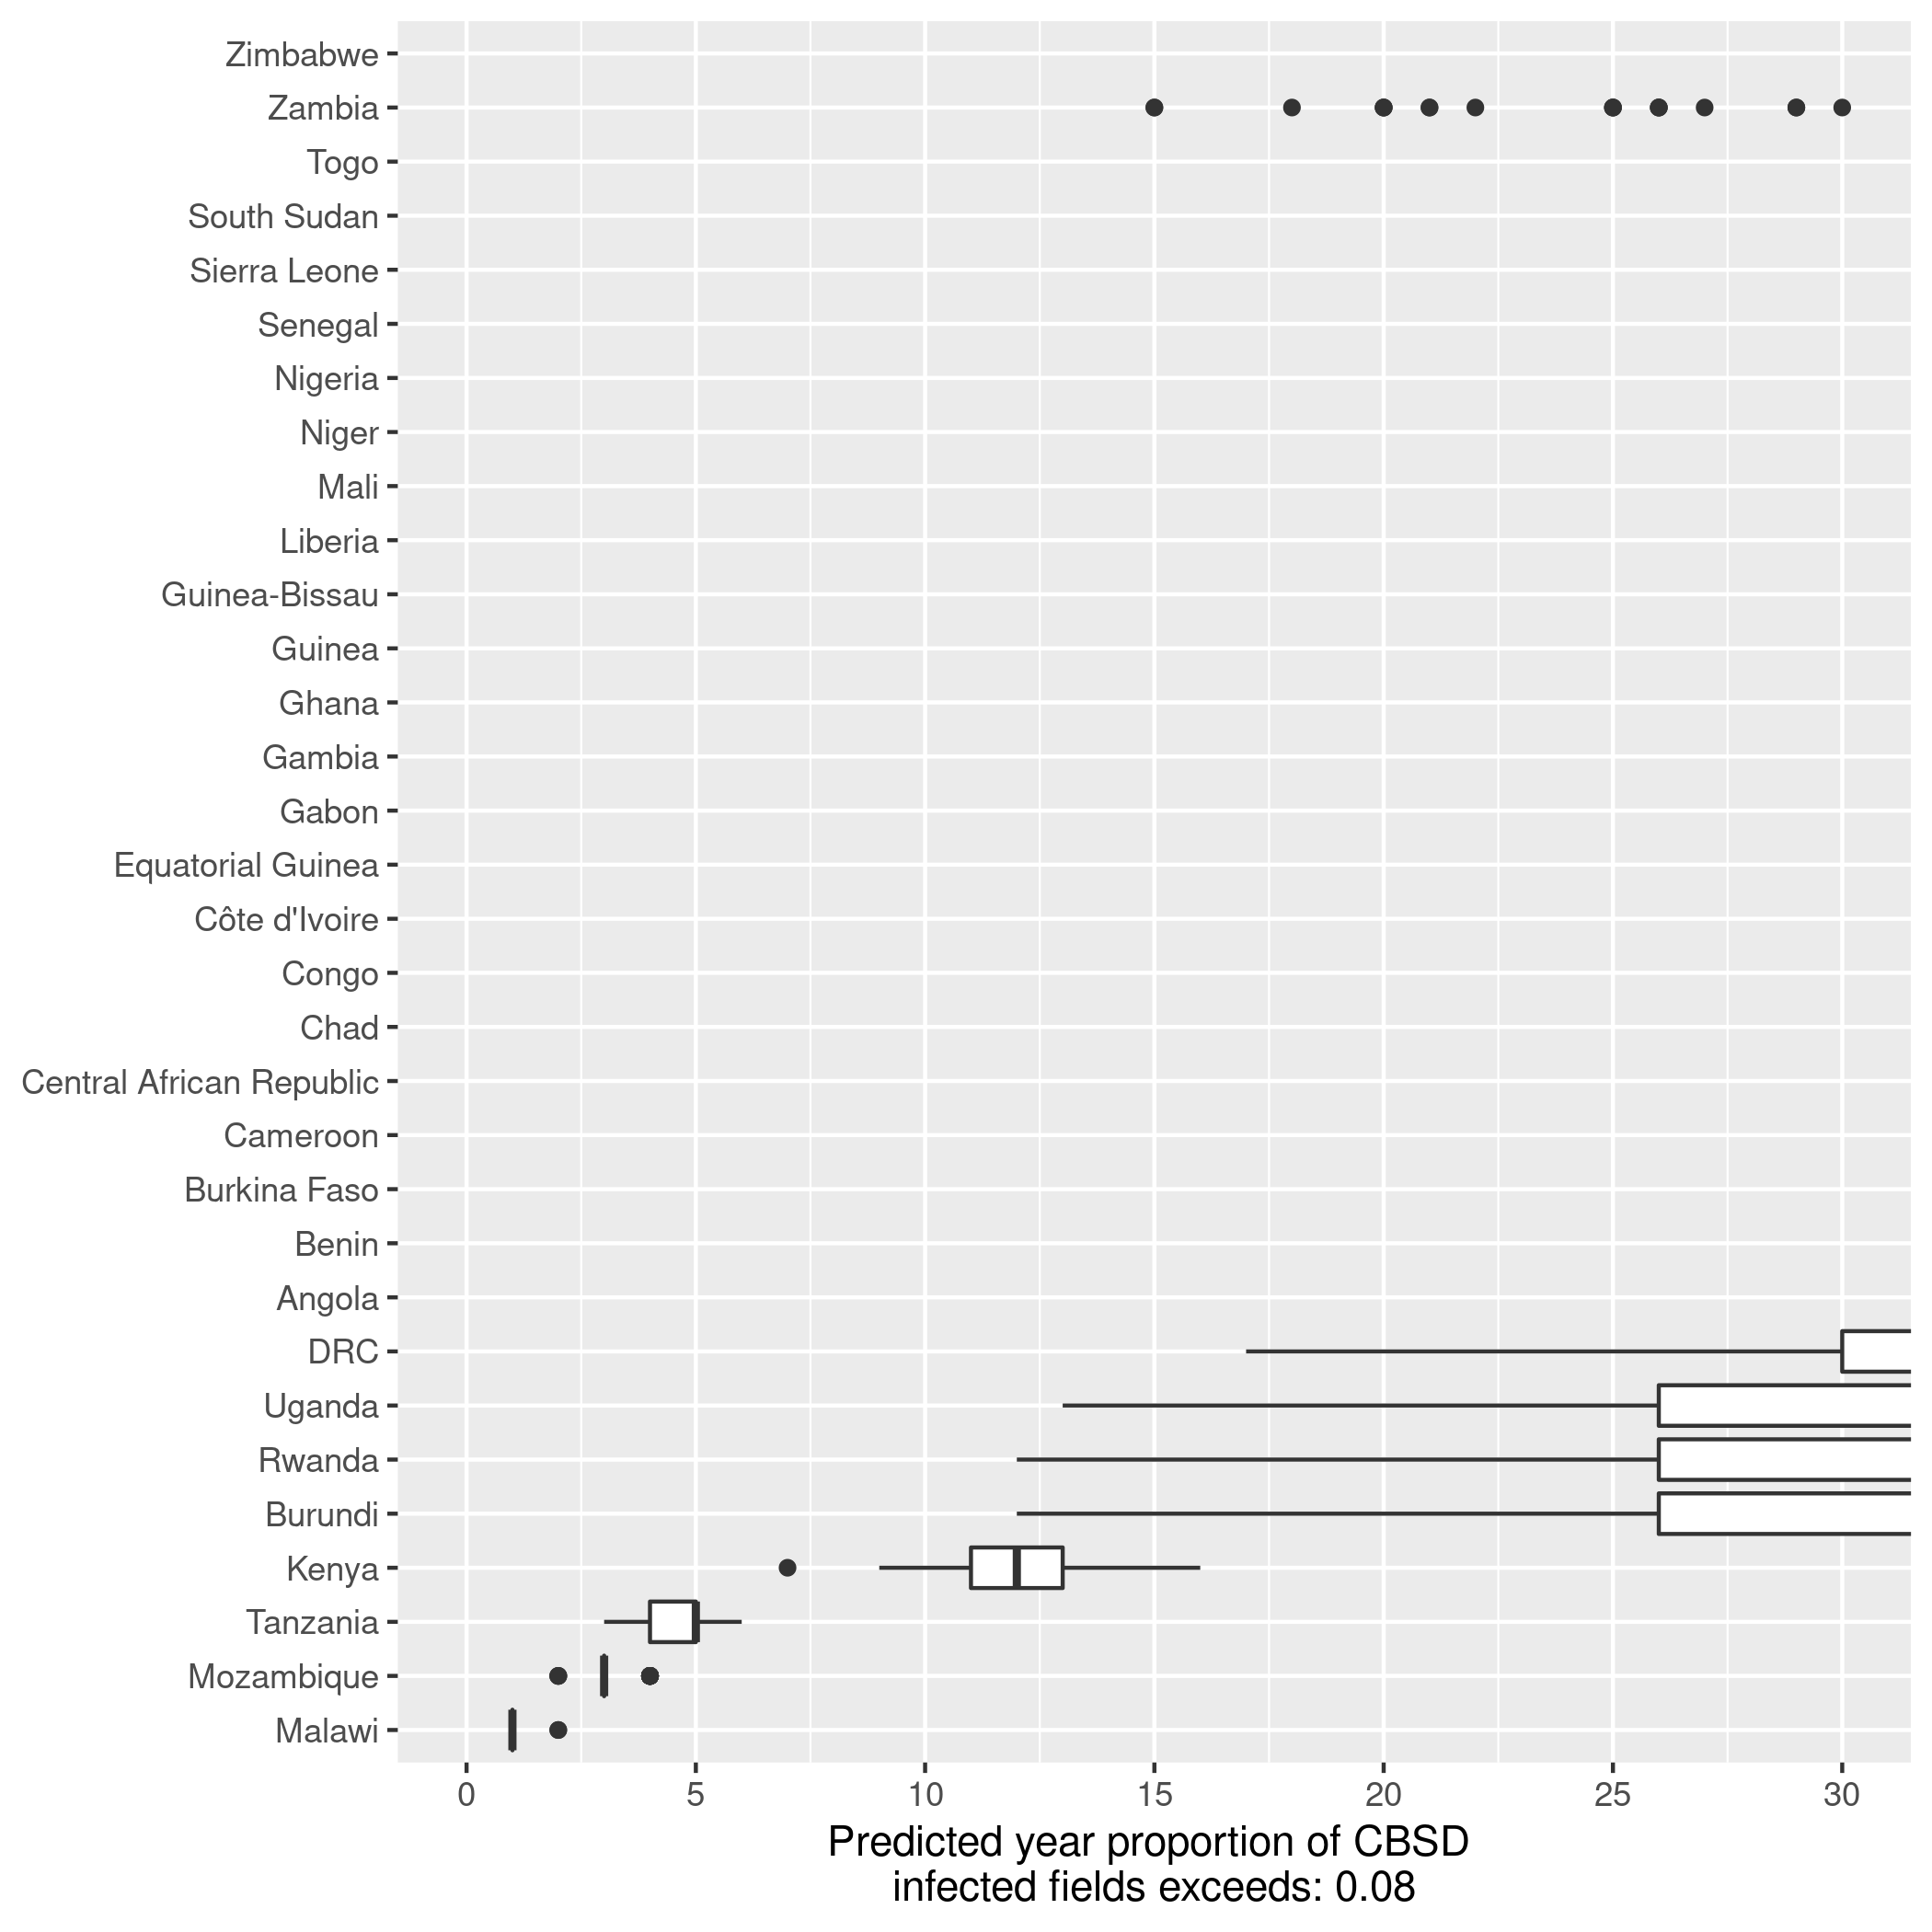 Zimbabwe
Zambia
Togo
South Sudan
Sierra Leone
Senegal
Nigeria
Niger
Mali
Liberia
Guinea-Bissau
Guinea
Ghana
Gambia
Gabon
Equatorial Guinea
Côte d'Ivoire
Congo
Chad
Central African Republic
Cameroon
Burkina Faso
Benin
Angola
DRC
Uganda
Rwanda
Burundi
Kenya
Tanzania
Mozambique
Malawi
0 5 10 15 20 25 30
Predicted year proportion of CBSD
infected fields exceeds: 0.08